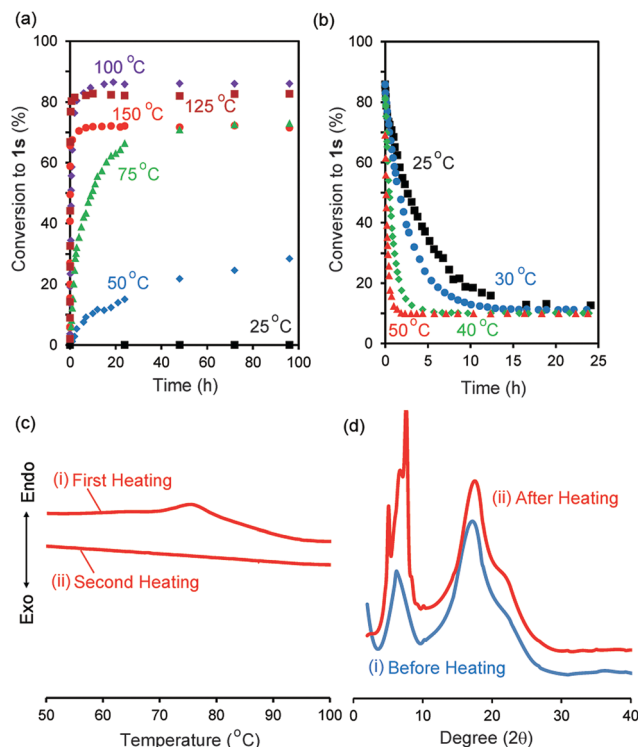 (a)
100
80
60
40
20
0
Conversion to 1s (%)
100 °C
125 °C
150 °C
75 °C
50 °C
25 °C
0 20 40 60 80 100
Time (h)
(b)
100
80
60
40
20
0
Conversion to 1s (%)
25 °C
30 °C
50 °C
40 °C
0 5 10 15 20 25
Time (h)
(c)
Endo
Exo
(i) First Heating
(ii) Second Heating
50 60 70 80 90 100
Temperature (°C)
(d)
(ii) After Heating
(i) Before Heating
0 10 20 30 40
Degree (2θ)